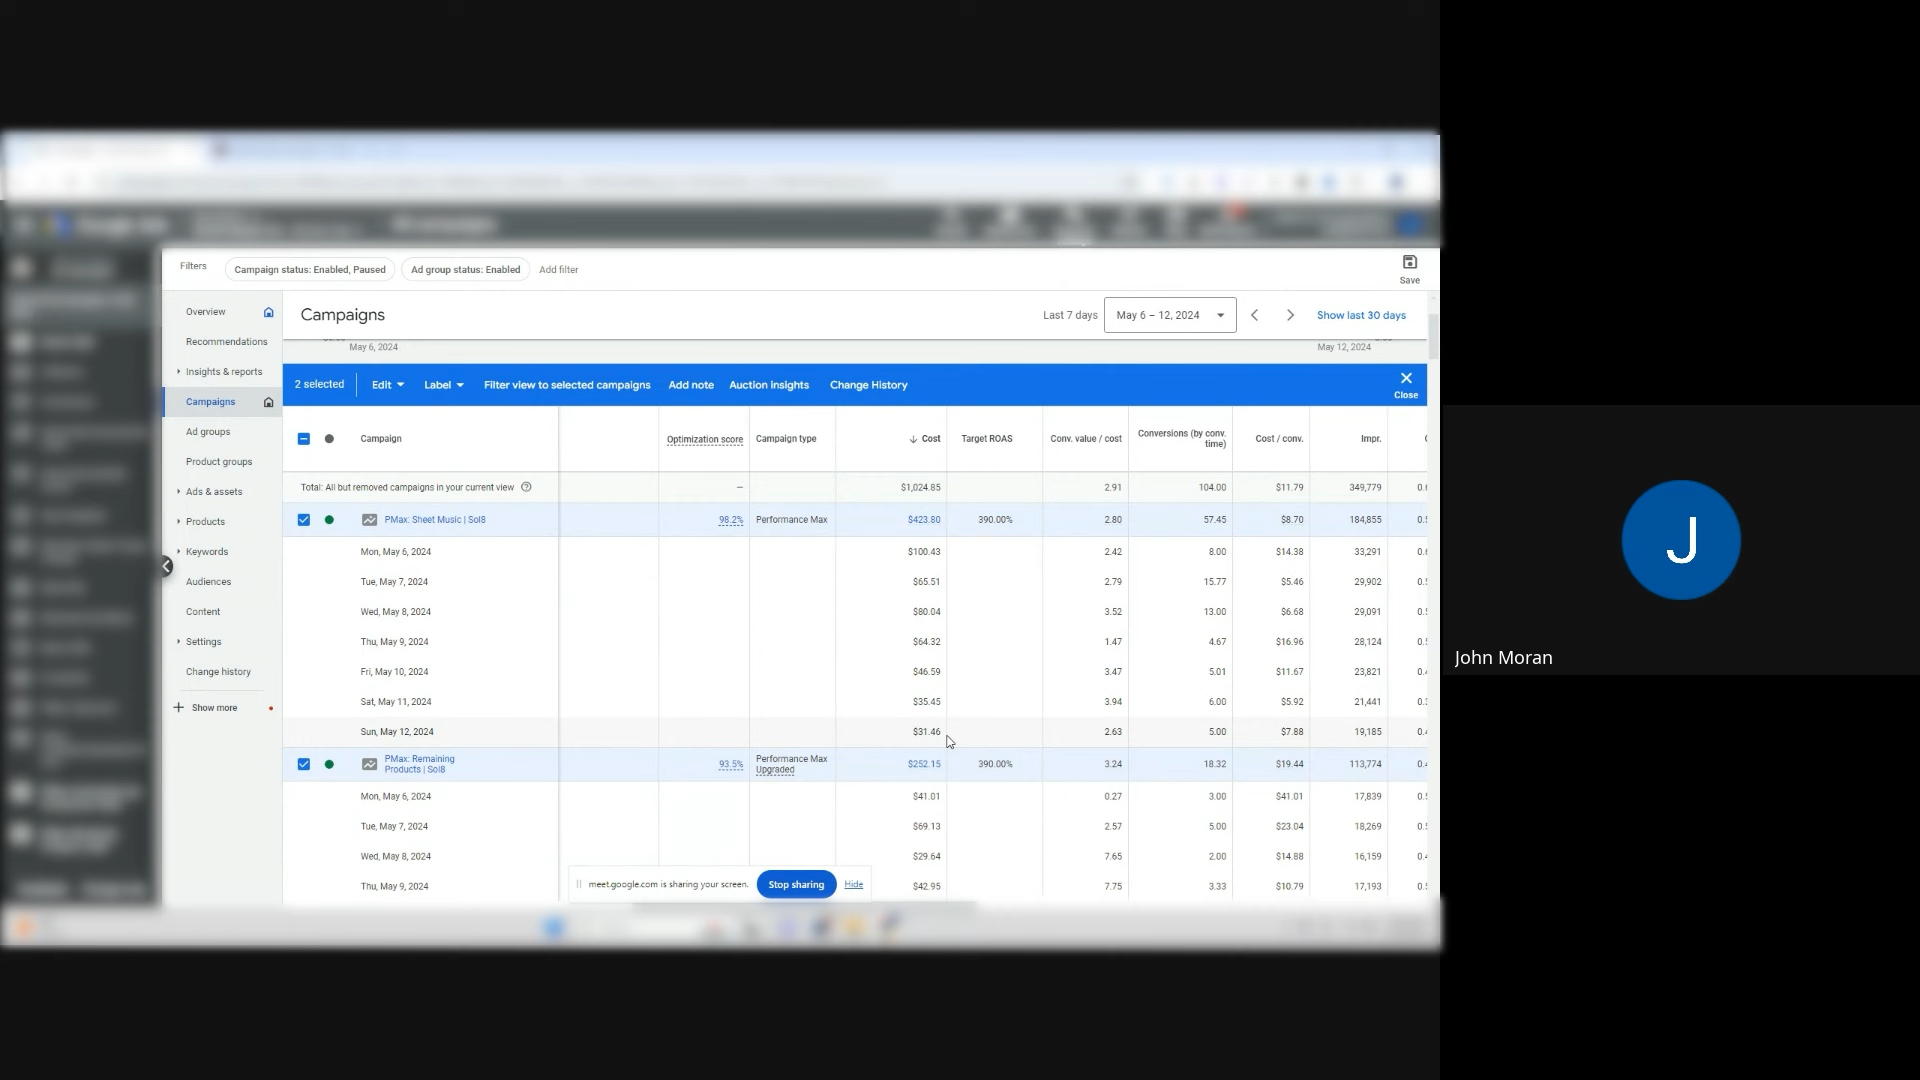 Filters
Campaign status: Enabled, Paused
Ad group status: Enabled
Add filter
Save
Overview
Recommendations
Insights & reports
Campaigns
Ad groups
Product groups
Ads & assets
Products
Keywords
Audiences
Content
Settings
Change history
Show more
Campaigns
Last 7 days
May 6 – 12, 2024
Show last 30 days
May 6, 2024
May 12, 2024
2 selected
Edit
Label
Filter view to selected campaigns
Add note
Auction insights
Change History
Close
Campaign Optimization score Campaign type Cost Target ROAS Conv. value / cost Conversions (by conv. time) Cost / conv. Impr.
Total: All but removed campaigns in your current view — $1,024.85 2.91 104.00 $11.79 349,779
PMax: Sheet Music | Sol8 98.2% Performance Max $423.80 390.00% 2.80 57.45 $8.70 184,855
Mon, May 6, 2024 $100.43 2.42 8.00 $14.38 33,291
Tue, May 7, 2024 $65.51 2.79 15.77 $5.46 29,902
Wed, May 8, 2024 $80.04 3.52 13.00 $6.68 29,091
Thu, May 9, 2024 $64.32 1.47 4.67 $16.96 28,124
Fri, May 10, 2024 $46.59 3.47 5.01 $11.67 23,821
Sat, May 11, 2024 $35.45 3.94 6.00 $5.92 21,441
Sun, May 12, 2024 $31.46 2.63 5.00 $7.88 19,185
PMax: Remaining Products | Sol8 93.5% Performance Max Upgraded $252.15 390.00% 3.24 18.32 $19.44 113,774
Mon, May 6, 2024 $41.01 0.27 3.00 $41.01 17,839
Tue, May 7, 2024 $69.13 2.57 5.00 $23.04 18,269
Wed, May 8, 2024 $29.64 7.65 2.00 $14.88 16,159
Thu, May 9, 2024 $42.95 7.75 3.33 $10.79 17,193
meet.google.com is sharing your screen.
Stop sharing
Hide
J
John Moran